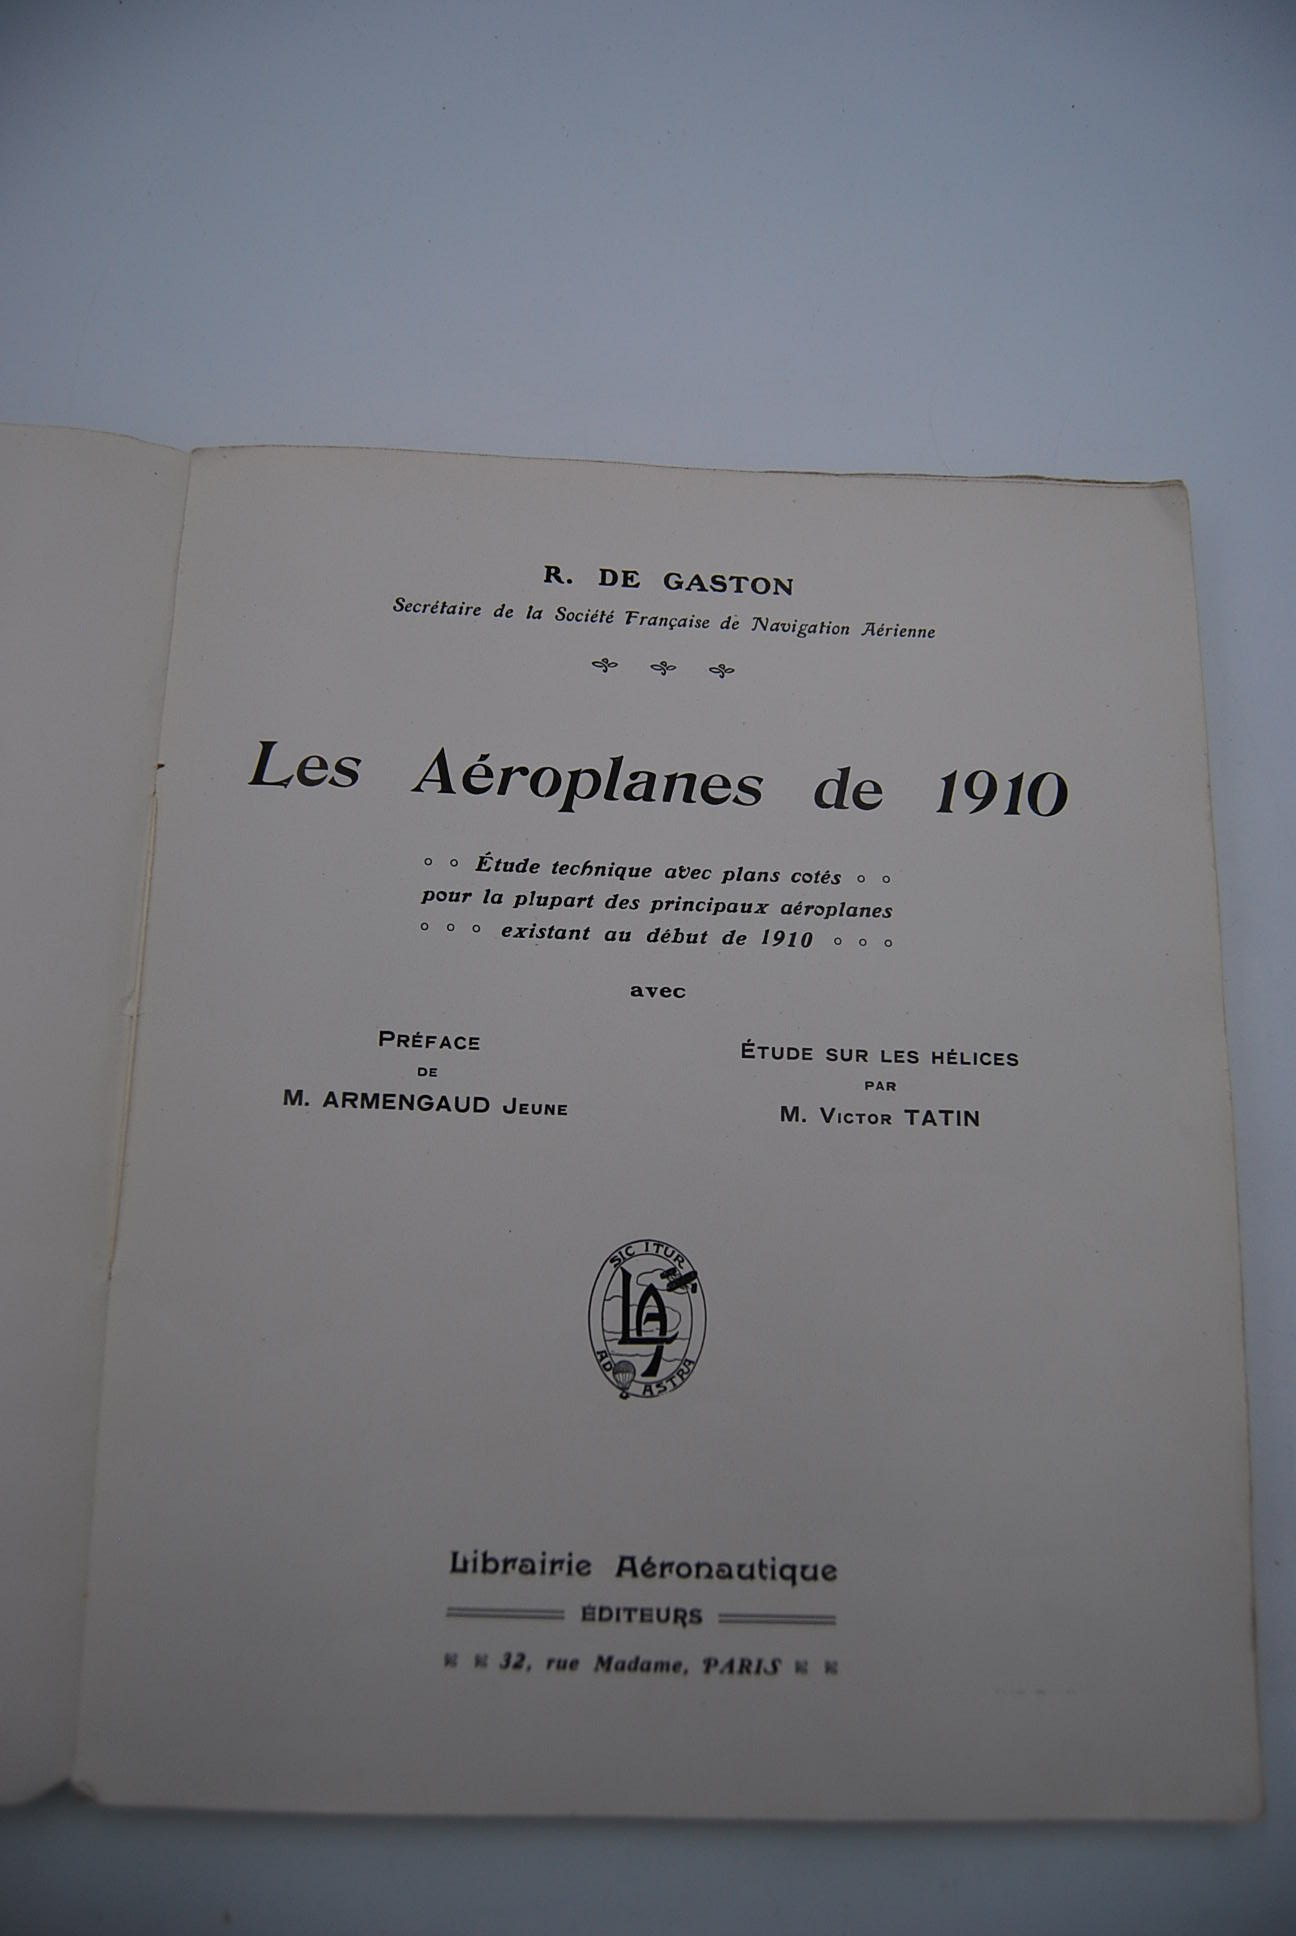 R. DE GASTON
Secrétaire de la Société Française de Navigation Aérienne
Les Aéroplanes de 1910
Étude technique avec plans cotés
pour la plupart des principaux aéroplanes
existant au début de 1910
avec
PRÉFACE
DE
M. ARMENGAUD JEUNE
ÉTUDE SUR LES HÉLICES
PAR
M. VICTOR TATIN
SIC ITUR
LA
AD ASTRA
Librairie Aéronautique
ÉDITEURS
32, rue Madame, PARIS